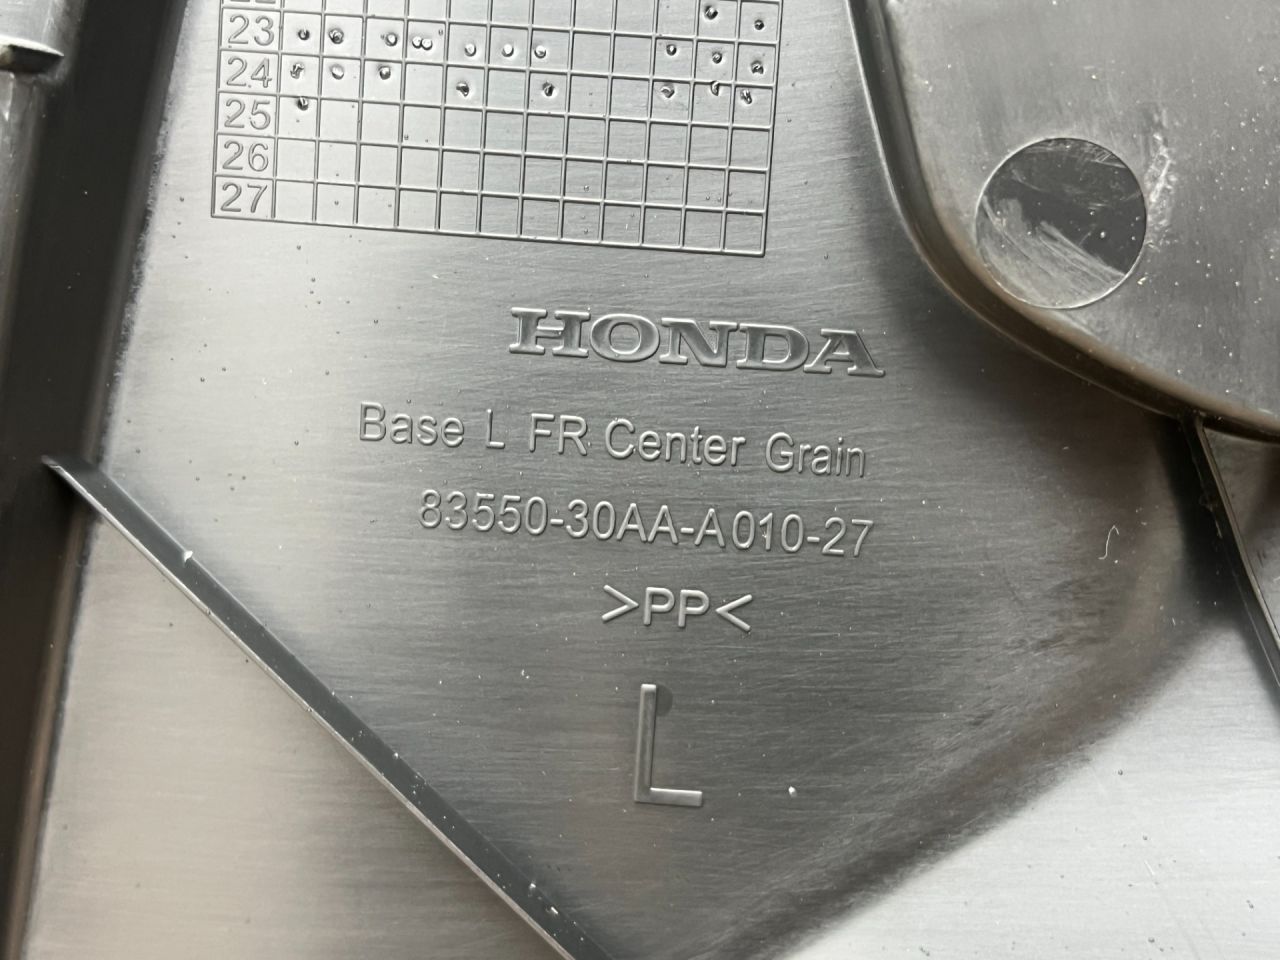 23
24
25
26
27
HONDA
Base L FR Center Grain
83550-30AA-A010-27
>PP<
L